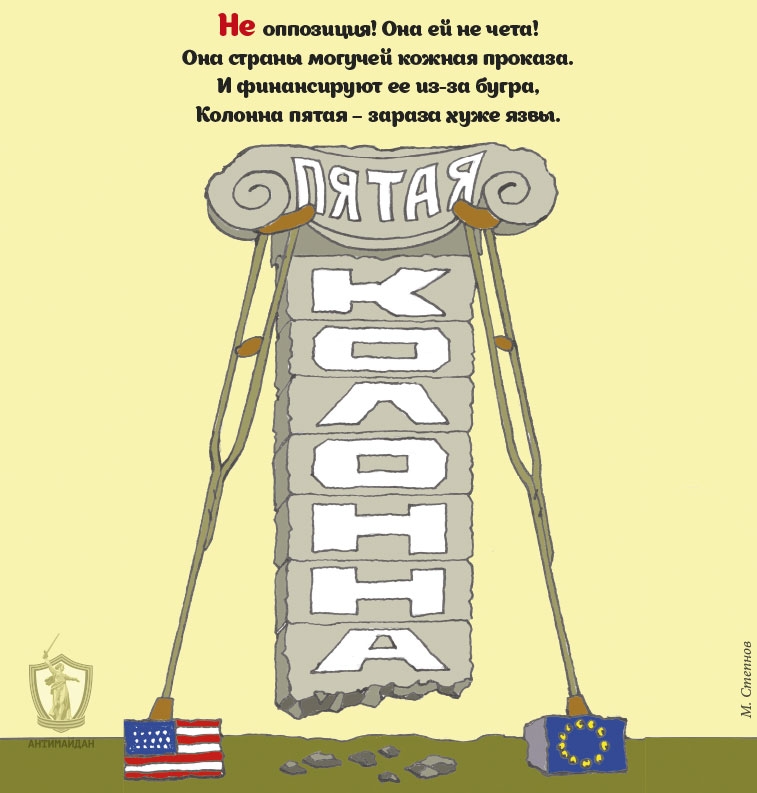 Не оппозиция! Она ей не чета!
Она страны могучей кожная проказа.
И финансируют ее из-за бугра,
Колонна пятая – зараза хуже язвы.
ПЯТАЯ
КОЛОННА
АНТИМАЙДАН
М. Степнов